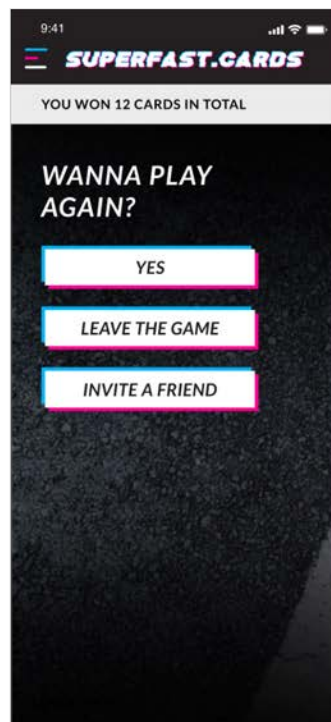 9:41
SUPERFAST.CARDS
YOU WON 12 CARDS IN TOTAL
WANNA PLAY
AGAIN?
YES
LEAVE THE GAME
INVITE A FRIEND